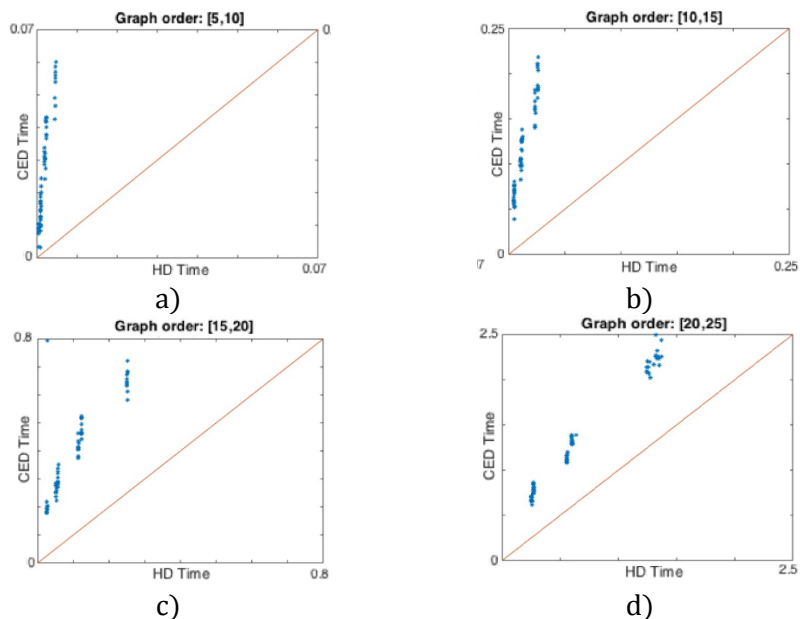 Graph order: [5,10]
0.07
0.
CED Time
0
HD Time
0.07
a)
Graph order: [10,15]
0.25
CED Time
0
)7
HD Time
0.25
b)
Graph order: [15,20]
0.8
CED Time
0
HD Time
0.8
c)
Graph order: [20,25]
2.5
CED Time
0
HD Time
2.5
d)